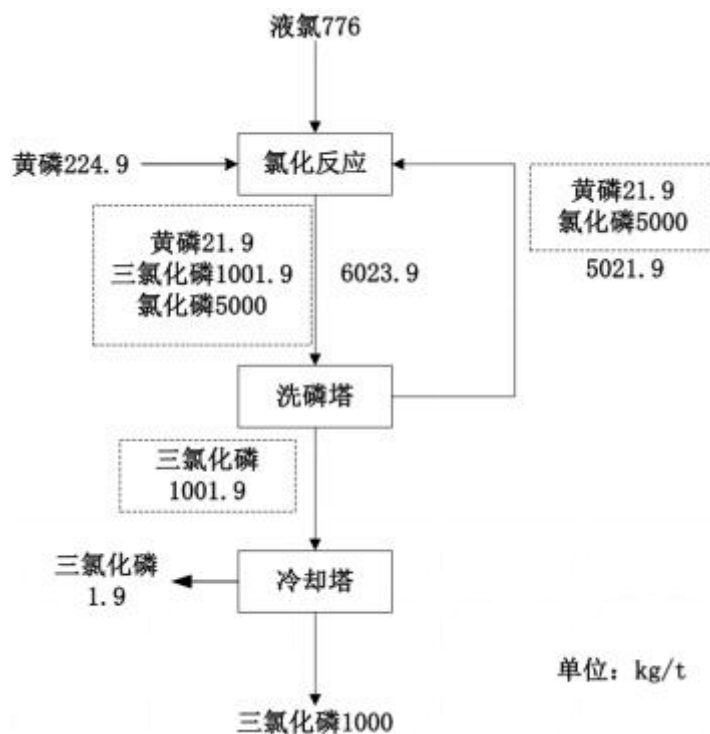 液氯776
黄磷224.9
氯化反应
黄磷21.9
氯化磷5000
5021.9
黄磷21.9
三氯化磷1001.9
氯化磷5000
6023.9
洗磷塔
三氯化磷
1001.9
三氯化磷
1.9
冷却塔
单位：kg/t
三氯化磷1000